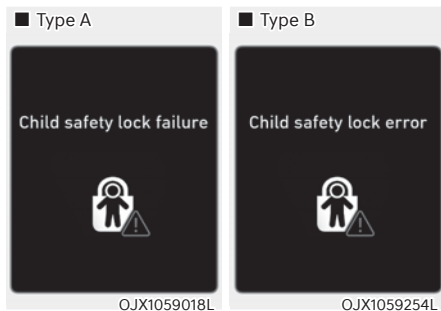 ■ Type A
Child safety lock failure
OJX1059018L
■ Type B
Child safety lock error
OJX1059254L